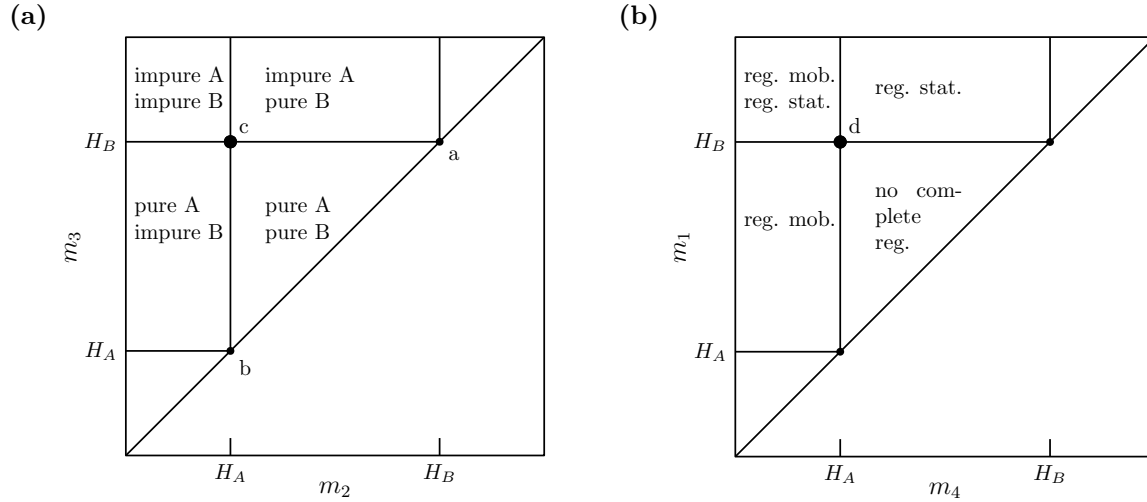 (a)
impure A
impure B
impure A
pure B
c
H_B
a
pure A
impure B
pure A
pure B
m_3
H_A
b
H_A
H_B
m_2
(b)
reg. mob.
reg. stat.
reg. stat.
d
H_B
reg. mob.
no com-
plete
reg.
m_1
H_A
H_A
H_B
m_4